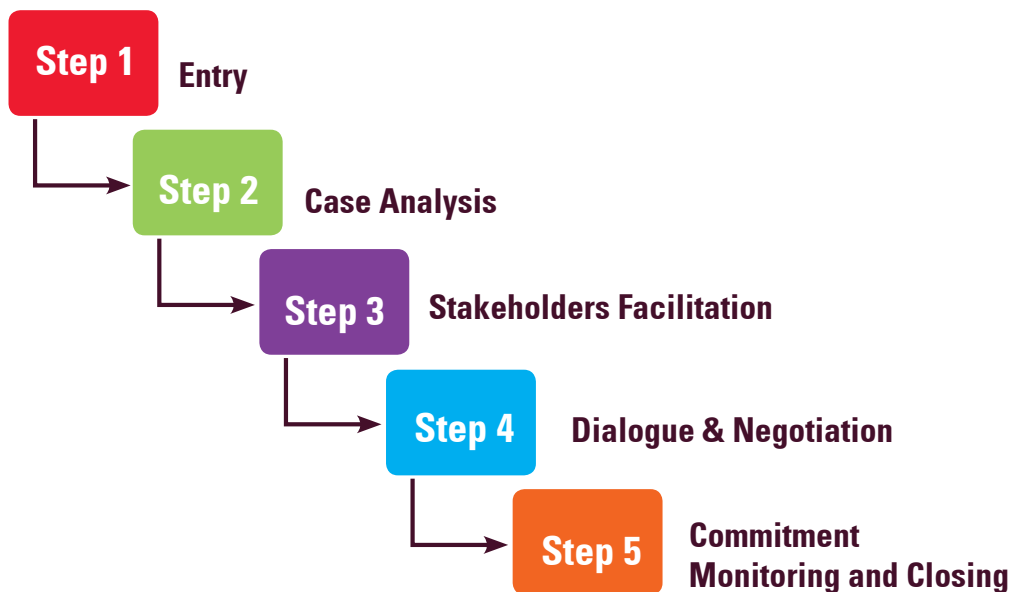 Step 1
Entry
Step 2
Case Analysis
Step 3
Stakeholders Facilitation
Step 4
Dialogue & Negotiation
Step 5
Commitment
Monitoring and Closing